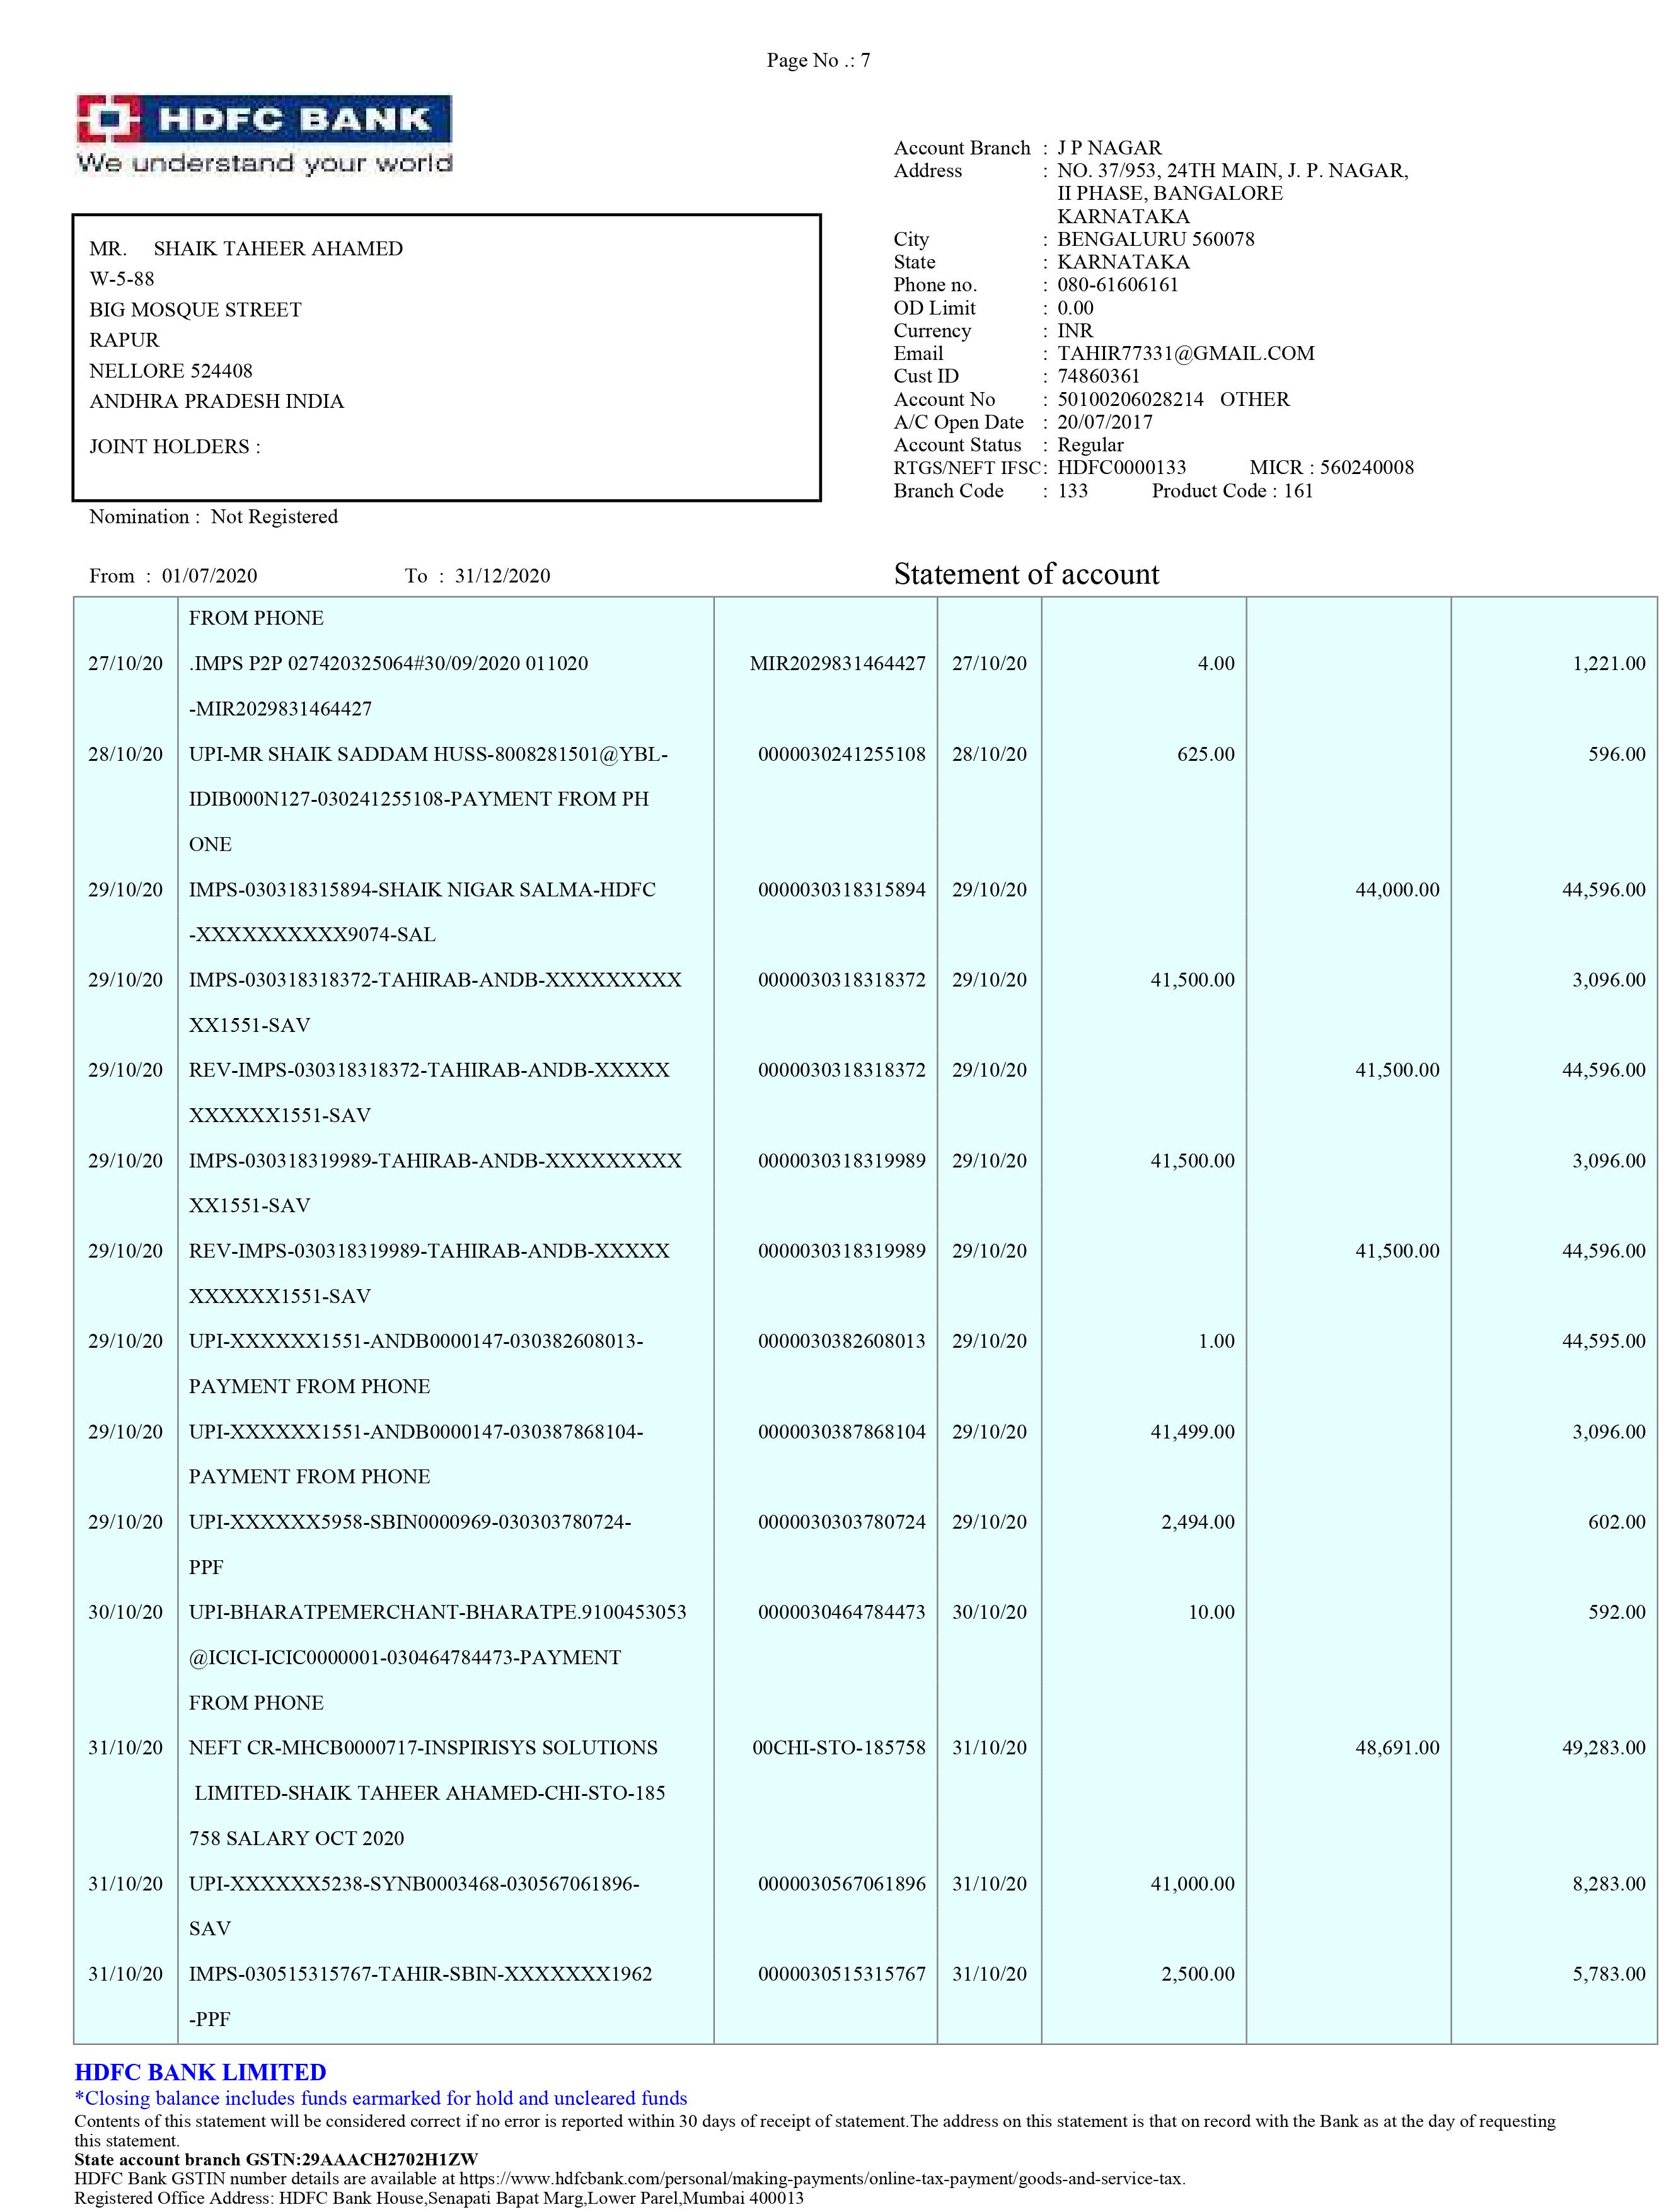 Page No .: 7
HDFC BANK
We understand your world
MR. SHAIK TAHEER AHAMED
W-5-88
BIG MOSQUE STREET
RAPUR
NELLORE 524408
ANDHRA PRADESH INDIA
JOINT HOLDERS :
Nomination : Not Registered
Account Branch : J P NAGAR
Address : NO. 37/953, 24TH MAIN, J. P. NAGAR,
II PHASE, BANGALORE
KARNATAKA
City : BENGALURU 560078
State : KARNATAKA
Phone no. : 080-61606161
OD Limit : 0.00
Currency : INR
Email : TAHIR77331@GMAIL.COM
Cust ID : 74860361
Account No : 50100206028214 OTHER
A/C Open Date : 20/07/2017
Account Status : Regular
RTGS/NEFT IFSC: HDFC0000133 MICR : 560240008
Branch Code : 133 Product Code : 161
From : 01/07/2020 To : 31/12/2020 Statement of account
FROM PHONE
27/10/20 .IMPS P2P 027420325064#30/09/2020 011020 MIR2029831464427 27/10/20 4.00 1,221.00
-MIR2029831464427
28/10/20 UPI-MR SHAIK SADDAM HUSS-8008281501@YBL- 0000030241255108 28/10/20 625.00 596.00
IDIB000N127-030241255108-PAYMENT FROM PH
ONE
29/10/20 IMPS-030318315894-SHAIK NIGAR SALMA-HDFC 0000030318315894 29/10/20 44,000.00 44,596.00
-XXXXXXXXXX9074-SAL
29/10/20 IMPS-030318318372-TAHIRAB-ANDB-XXXXXXXXX 0000030318318372 29/10/20 41,500.00 3,096.00
XX1551-SAV
29/10/20 REV-IMPS-030318318372-TAHIRAB-ANDB-XXXXX 0000030318318372 29/10/20 41,500.00 44,596.00
XXXXXX1551-SAV
29/10/20 IMPS-030318319989-TAHIRAB-ANDB-XXXXXXXXX 0000030318319989 29/10/20 41,500.00 3,096.00
XX1551-SAV
29/10/20 REV-IMPS-030318319989-TAHIRAB-ANDB-XXXXX 0000030318319989 29/10/20 41,500.00 44,596.00
XXXXXX1551-SAV
29/10/20 UPI-XXXXXX1551-ANDB0000147-030382608013- 0000030382608013 29/10/20 1.00 44,595.00
PAYMENT FROM PHONE
29/10/20 UPI-XXXXXX1551-ANDB0000147-030387868104- 0000030387868104 29/10/20 41,499.00 3,096.00
PAYMENT FROM PHONE
29/10/20 UPI-XXXXXX5958-SBIN0000969-030303780724- 0000030303780724 29/10/20 2,494.00 602.00
PPF
30/10/20 UPI-BHARATPEMERCHANT-BHARATPE.9100453053 0000030464784473 30/10/20 10.00 592.00
@ICICI-ICIC0000001-030464784473-PAYMENT
FROM PHONE
31/10/20 NEFT CR-MHCB0000717-INSPIRISYS SOLUTIONS 00CHI-STO-185758 31/10/20 48,691.00 49,283.00
LIMITED-SHAIK TAHEER AHAMED-CHI-STO-185
758 SALARY OCT 2020
31/10/20 UPI-XXXXXX5238-SYNB0003468-030567061896- 0000030567061896 31/10/20 41,000.00 8,283.00
SAV
31/10/20 IMPS-030515315767-TAHIR-SBIN-XXXXXXX1962 0000030515315767 31/10/20 2,500.00 5,783.00
-PPF
HDFC BANK LIMITED
*Closing balance includes funds earmarked for hold and uncleared funds
Contents of this statement will be considered correct if no error is reported within 30 days of receipt of statement.The address on this statement is that on record with the Bank as at the day of requesting
this statement.
State account branch GSTN:29AAACH2702H1ZW
HDFC Bank GSTIN number details are available at https://www.hdfcbank.com/personal/making-payments/online-tax-payment/goods-and-service-tax.
Registered Office Address: HDFC Bank House,Senapati Bapat Marg,Lower Parel,Mumbai 400013